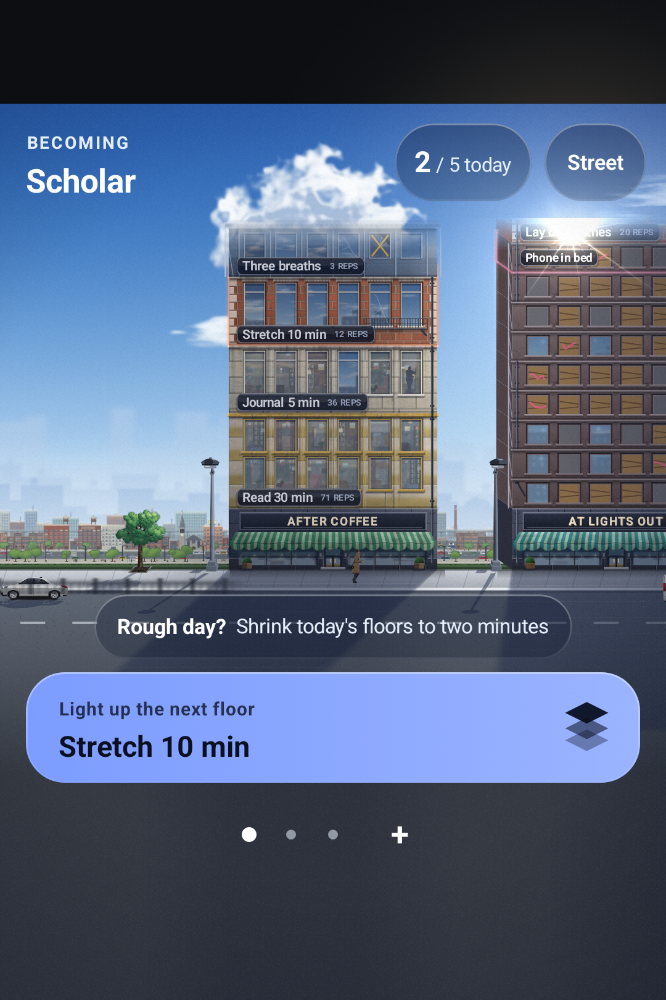 BECOMING
Scholar
2 / 5 today
Street
Three breaths 3 REPS
Stretch 10 min 12 REPS
Journal 5 min 36 REPS
Read 30 min 71 REPS
AFTER COFFEE
Lay 20 REPS
Phone in bed
AT LIGHTS OUT
Rough day? Shrink today's floors to two minutes
Light up the next floor
Stretch 10 min